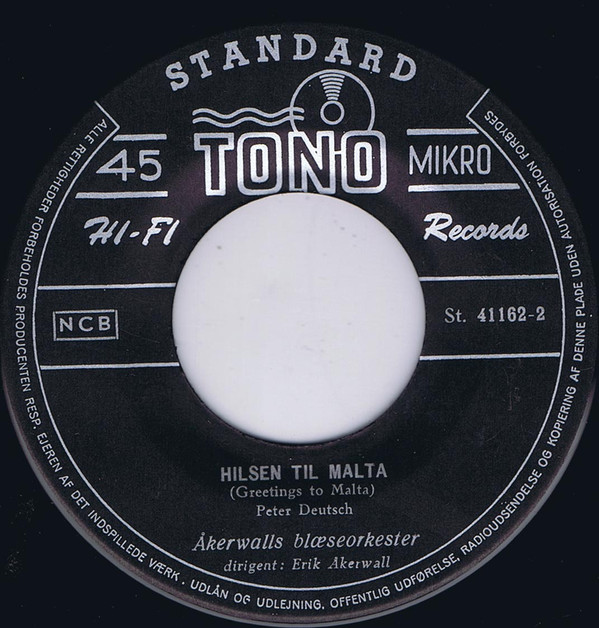 STANDARD
45 TONO MIKRO
HI-FI Records
NCB St. 41162-2
HILSEN TIL MALTA
(Greetings to Malta)
Peter Deutsch
Åkerwalls blæseorkester
dirigent: Erik Åkerwall
ALLE RETTIGHEDER FORBEHOLDES PRODUCENTEN RESP. EJEREN AF DET INDSPILLEDE VÆRK. UDLÅN OG UDLEJNING, OFFENTLIG UDFØRELSE, RADIOUDSENDELSE OG KOPIERING AF DENNE PLADE UDEN AUTORISATION FORBYDES